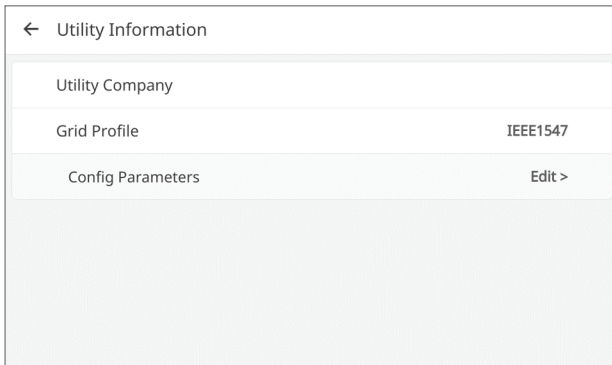 ← Utility Information
Utility Company
Grid Profile IEEE1547
Config Parameters Edit >